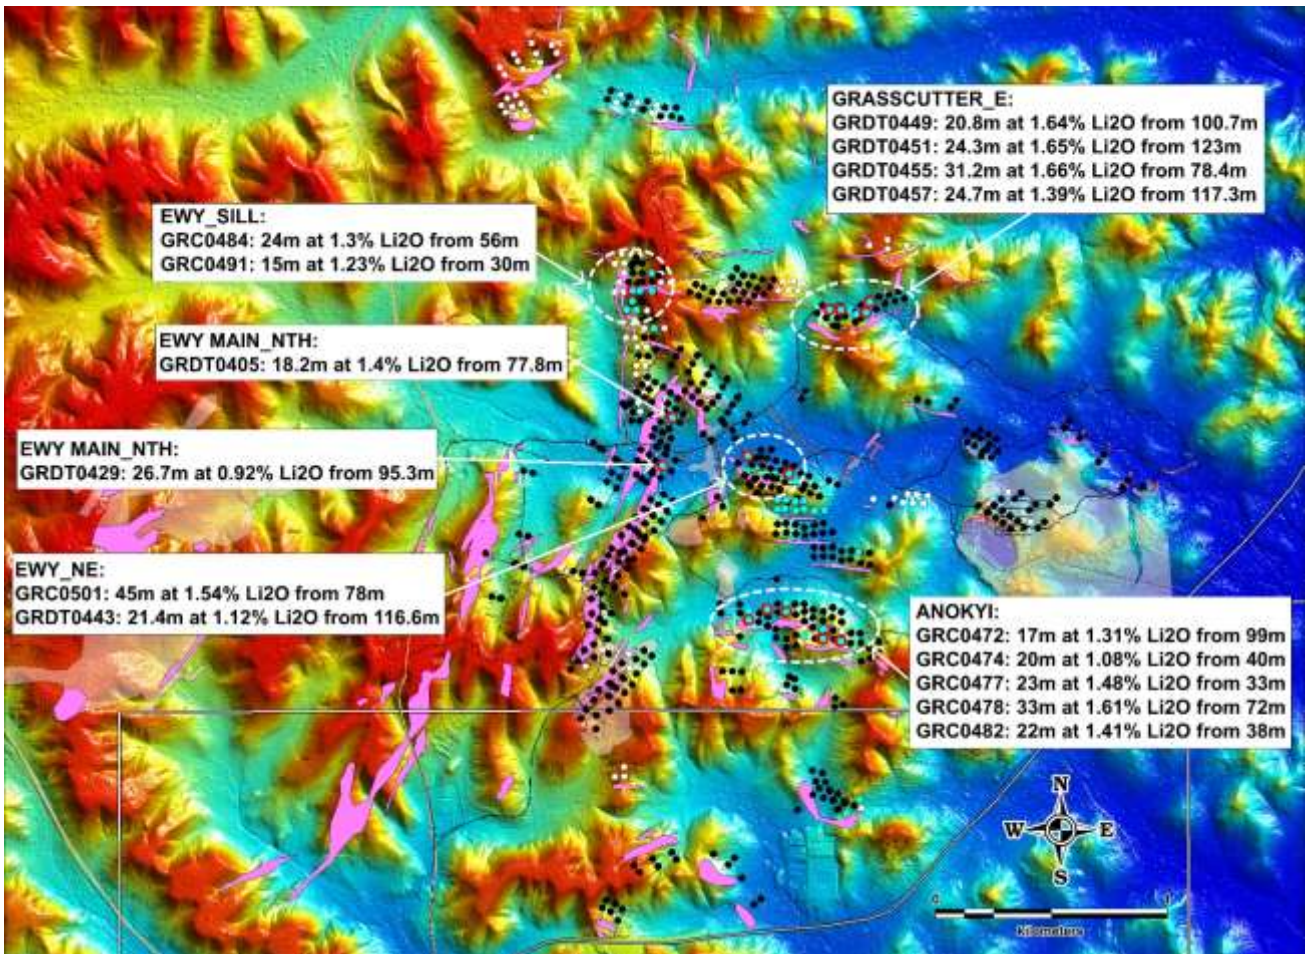 GRASSCUTTER_E:
GRDT0449: 20.8m at 1.64% Li2O from 100.7m
GRDT0451: 24.3m at 1.65% Li2O from 123m
GRDT0455: 31.2m at 1.66% Li2O from 78.4m
GRDT0457: 24.7m at 1.39% Li2O from 117.3m
EWY_SILL:
GRC0484: 24m at 1.3% Li2O from 56m
GRC0491: 15m at 1.23% Li2O from 30m
EWY MAIN_NTH:
GRDT0405: 18.2m at 1.4% Li2O from 77.8m
EWY MAIN_NTH:
GRDT0429: 26.7m at 0.92% Li2O from 95.3m
EWY_NE:
GRC0501: 45m at 1.54% Li2O from 78m
GRDT0443: 21.4m at 1.12% Li2O from 116.6m
ANOKYI:
GRC0472: 17m at 1.31% Li2O from 99m
GRC0474: 20m at 1.08% Li2O from 40m
GRC0477: 23m at 1.48% Li2O from 33m
GRC0478: 33m at 1.61% Li2O from 72m
GRC0482: 22m at 1.41% Li2O from 38m
N
W E
S
0 1
kilometers